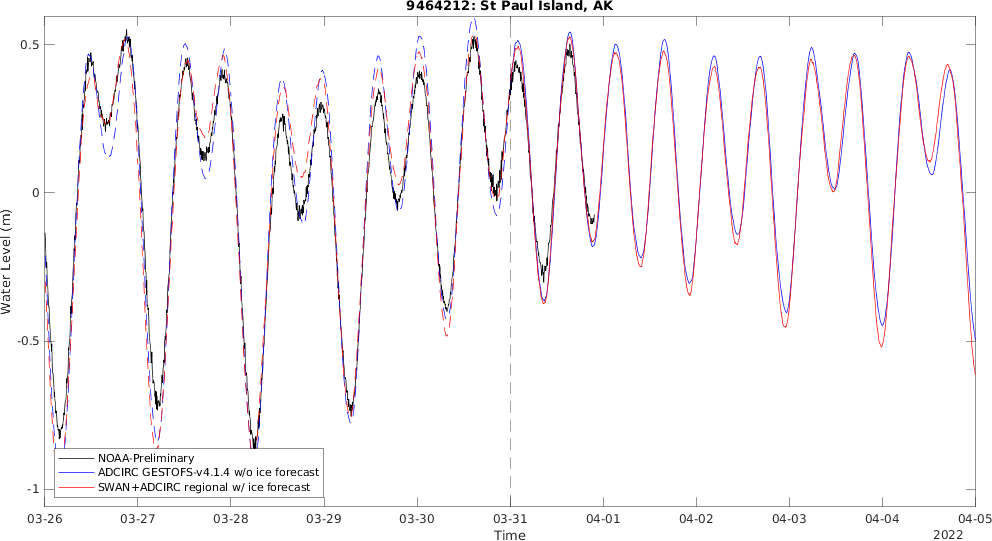 9464212: St Paul Island, AK
Water Level (m)
0.5
0
-0.5
-1
NOAA-Preliminary
ADCIRC GESTOFS-v4.1.4 w/o ice forecast
SWAN+ADCIRC regional w/ ice forecast
03-26 03-27 03-28 03-29 03-30 03-31 04-01 04-02 04-03 04-04 04-05
Time
2022